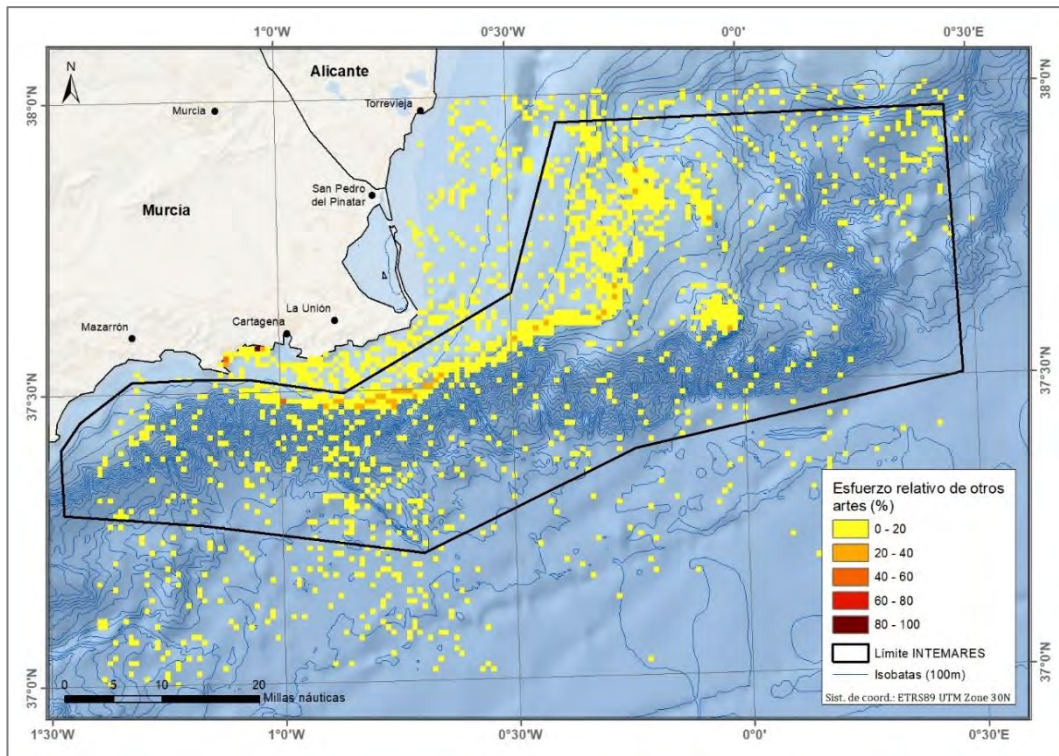 1°0'W
0°30'W
0°0'
0°30'E
38°0'N
38°0'N
N
Alicante
Murcia
Torrevieja
San Pedro
del Pinatar
Murcia
La Unión
Mazarrón
Cartagena
37°30'N
37°30'N
Esfuerzo relativo de otros
artes (%)
0 - 20
20 - 40
40 - 60
60 - 80
80 - 100
Límite INTEMARES
Isobatas (100m)
Sist. de coord.: ETRS89 UTM Zone 30N
37°0'N
37°0'N
0 5 10 20
Millas náuticas
1°30'W
1°0'W
0°30'W
0°0'
0°30'E